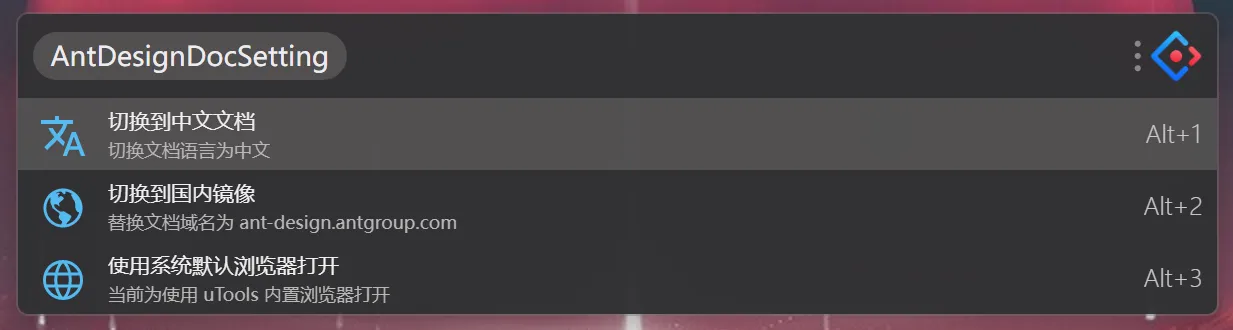 AntDesignDocSetting
切换到中文文档
切换文档语言为中文
Alt+1
切换到国内镜像
替换文档域名为 ant-design.antgroup.com
Alt+2
使用系统默认浏览器打开
当前为使用 uTools 内置浏览器打开
Alt+3